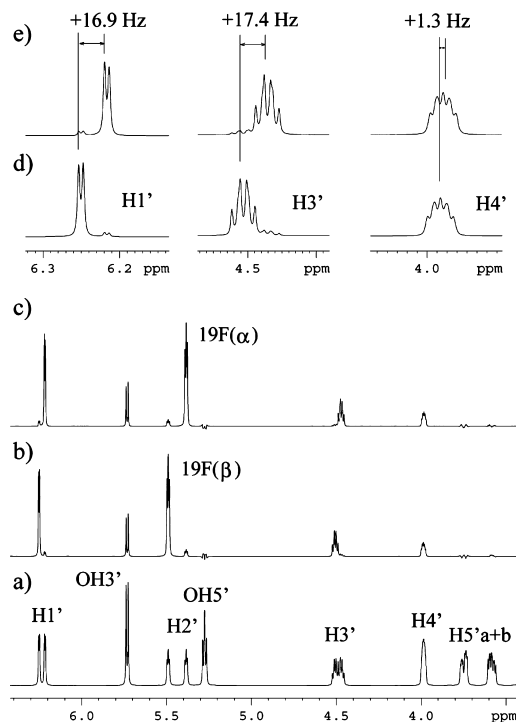 e) +16.9 Hz +17.4 Hz +1.3 Hz
d) H1' H3' H4'
6.3 6.2 ppm 4.5 ppm 4.0 ppm
c) 19F(α)
b) 19F(β)
a) H1' OH3' H2' OH5' H3' H4' H5'a+b
6.0 5.5 5.0 4.5 4.0 ppm